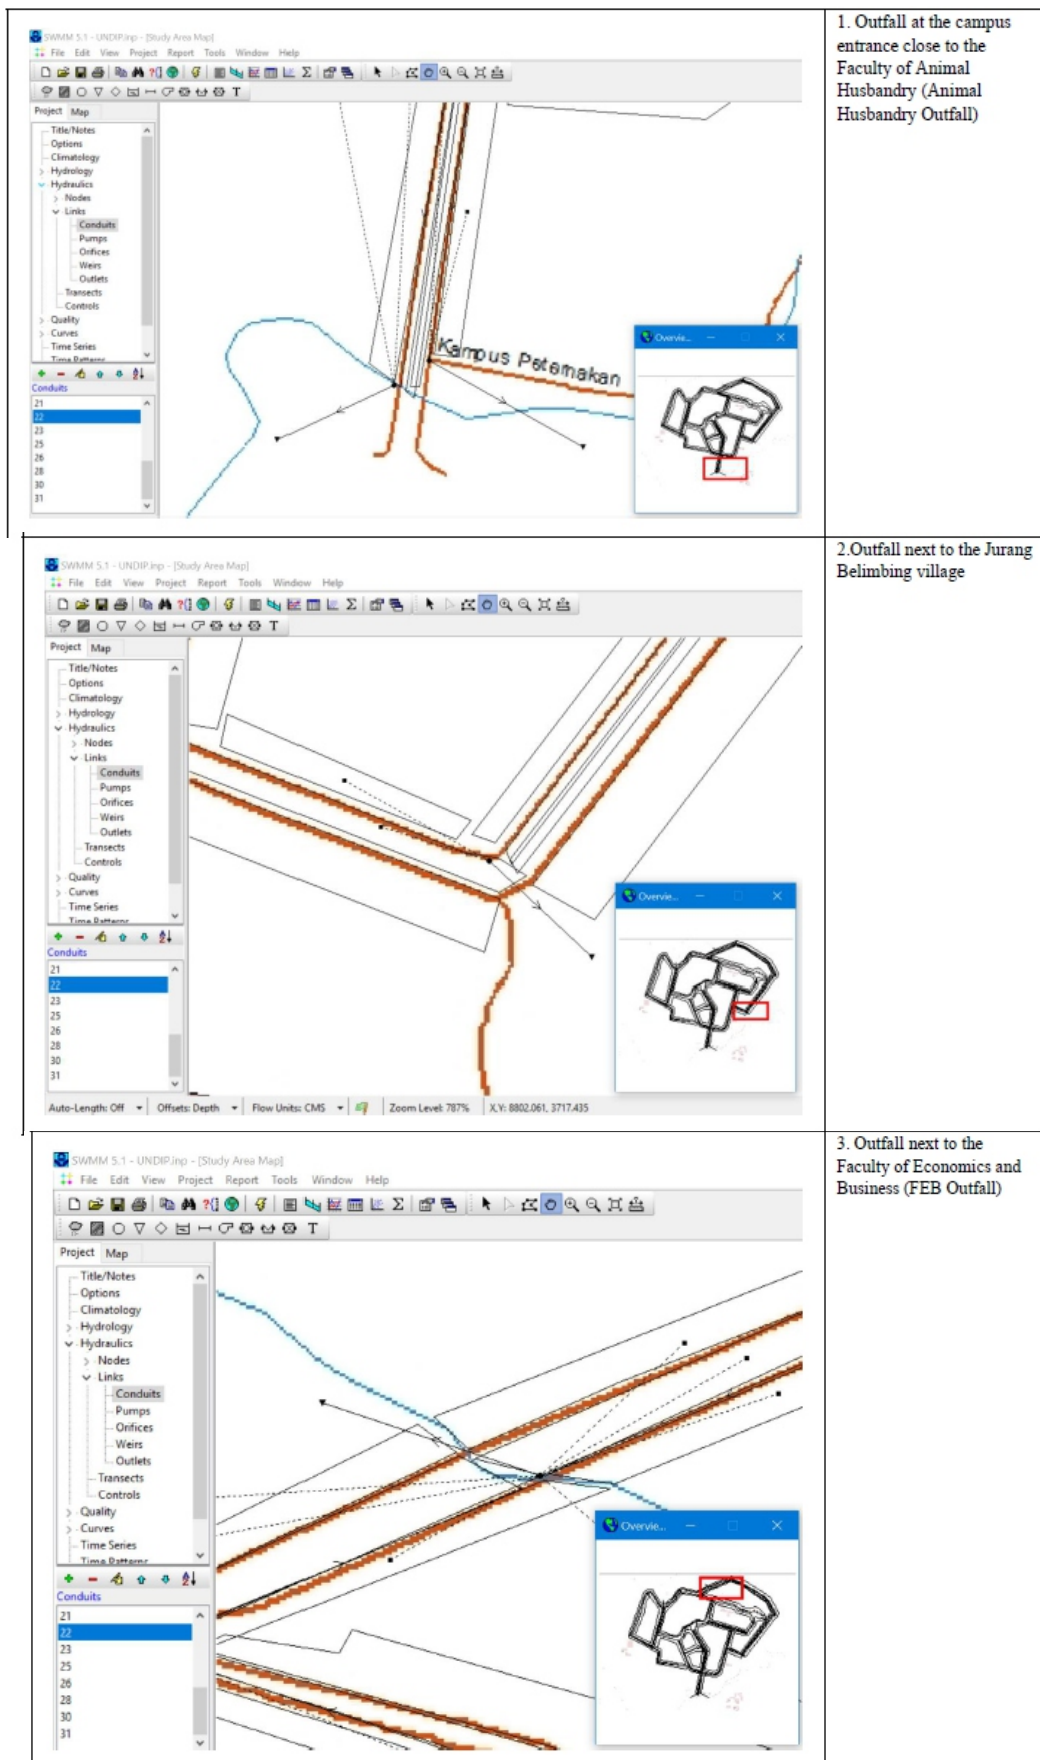 SWMM 5.1 - UNDIP.inp - [Study Area Map]
File Edit View Project Report Tools Window Help
Project Map
Title/Notes
Options
Climatology
Hydrology
Hydraulics
Nodes
Links
Conduits
Pumps
Orifices
Weirs
Outlets
Transects
Controls
Quality
Curves
Time Series
Time Patterns
Conduits
21
22
23
25
26
28
30
31
Kampus Peternakan
Overvie...
1. Outfall at the campus
entrance close to the
Faculty of Animal
Husbandry (Animal
Husbandry Outfall)
SWMM 5.1 - UNDIP.inp - [Study Area Map]
File Edit View Project Report Tools Window Help
Project Map
Title/Notes
Options
Climatology
Hydrology
Hydraulics
Nodes
Links
Conduits
Pumps
Orifices
Weirs
Outlets
Transects
Controls
Quality
Curves
Time Series
Time Patterns
Conduits
21
22
23
25
26
28
30
31
Overvie...
Auto-Length: Off Offsets: Depth Flow Units: CMS Zoom Level: 787% X,Y: 8802.061, 3717.435
2.Outfall next to the Jurang
Belimbing village
SWMM 5.1 - UNDIP.inp - [Study Area Map]
File Edit View Project Report Tools Window Help
Project Map
Title/Notes
Options
Climatology
Hydrology
Hydraulics
Nodes
Links
Conduits
Pumps
Orifices
Weirs
Outlets
Transects
Controls
Quality
Curves
Time Series
Time Patterns
Conduits
21
22
23
25
26
28
30
31
Overvie...
3. Outfall next to the
Faculty of Economics and
Business (FEB Outfall)